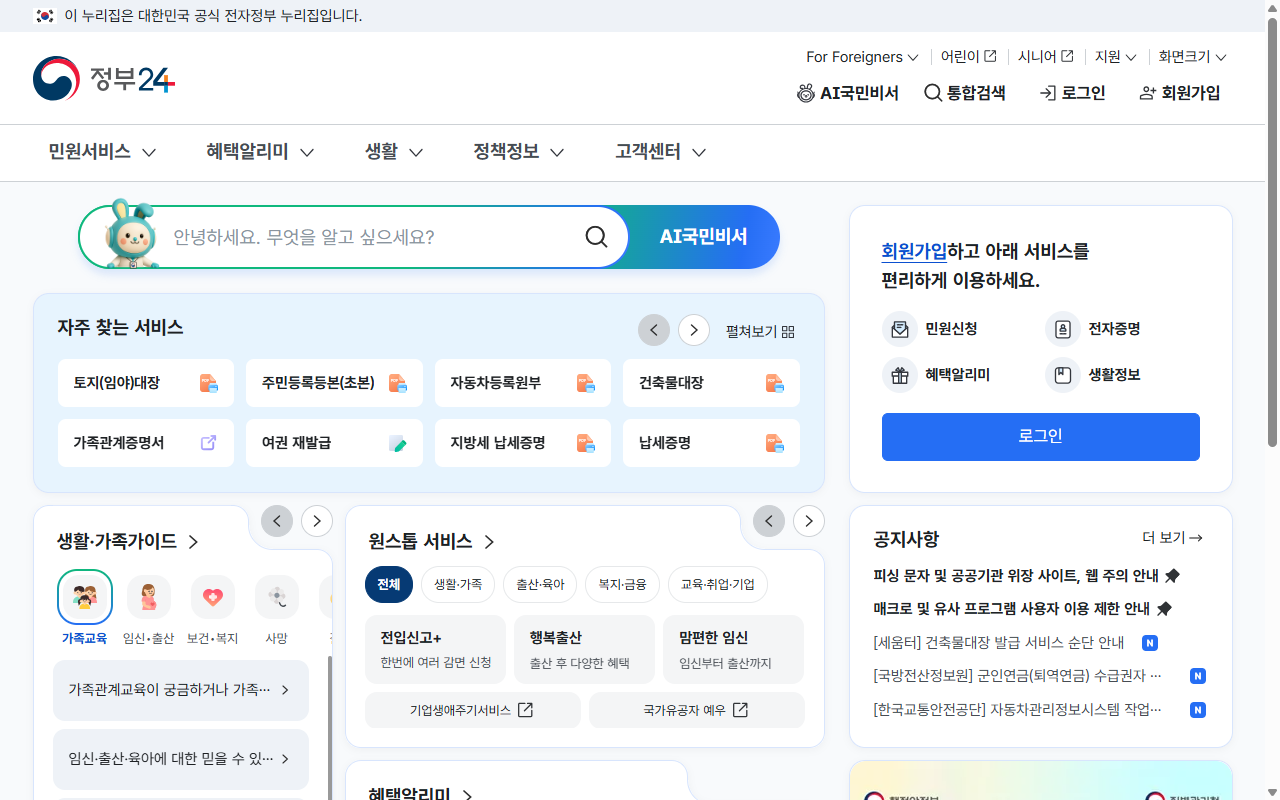 이 누리집은 대한민국 공식 전자정부 누리집입니다.
For Foreigners 어린이 시니어 지원 화면크기
정부24
AI국민비서 통합검색 로그인 회원가입
민원서비스 혜택알리미 생활 정책정보 고객센터
안녕하세요. 무엇을 알고 싶으세요? AI국민비서
회원가입하고 아래 서비스를
편리하게 이용하세요.
민원신청 전자증명
혜택알리미 생활정보
로그인
자주 찾는 서비스 펼쳐보기
토지(임야)대장 주민등록등본(초본) 자동차등록원부 건축물대장
가족관계증명서 여권 재발급 지방세 납세증명 납세증명
생활·가족가이드
가족교육 임신·출산 보건·복지 사망
가족관계교육이 궁금하거나 가족···
임신·출산·육아에 대한 믿을 수 있···
원스톱 서비스
전체 생활·가족 출산·육아 복지·금융 교육·취업·기업
전입신고+ 행복출산 맘편한 임신
한번에 여러 감면 신청 출산 후 다양한 혜택 임신부터 출산까지
기업생애주기서비스 국가유공자 예우
혜택알리미
공지사항 더 보기
피싱 문자 및 공공기관 위장 사이트, 웹 주의 안내
매크로 및 유사 프로그램 사용자 이용 제한 안내
[세움터] 건축물대장 발급 서비스 순단 안내 N
[국방전산정보원] 군인연금(퇴역연금) 수급권자 ··· N
[한국교통안전공단] 자동차관리정보시스템 작업··· N